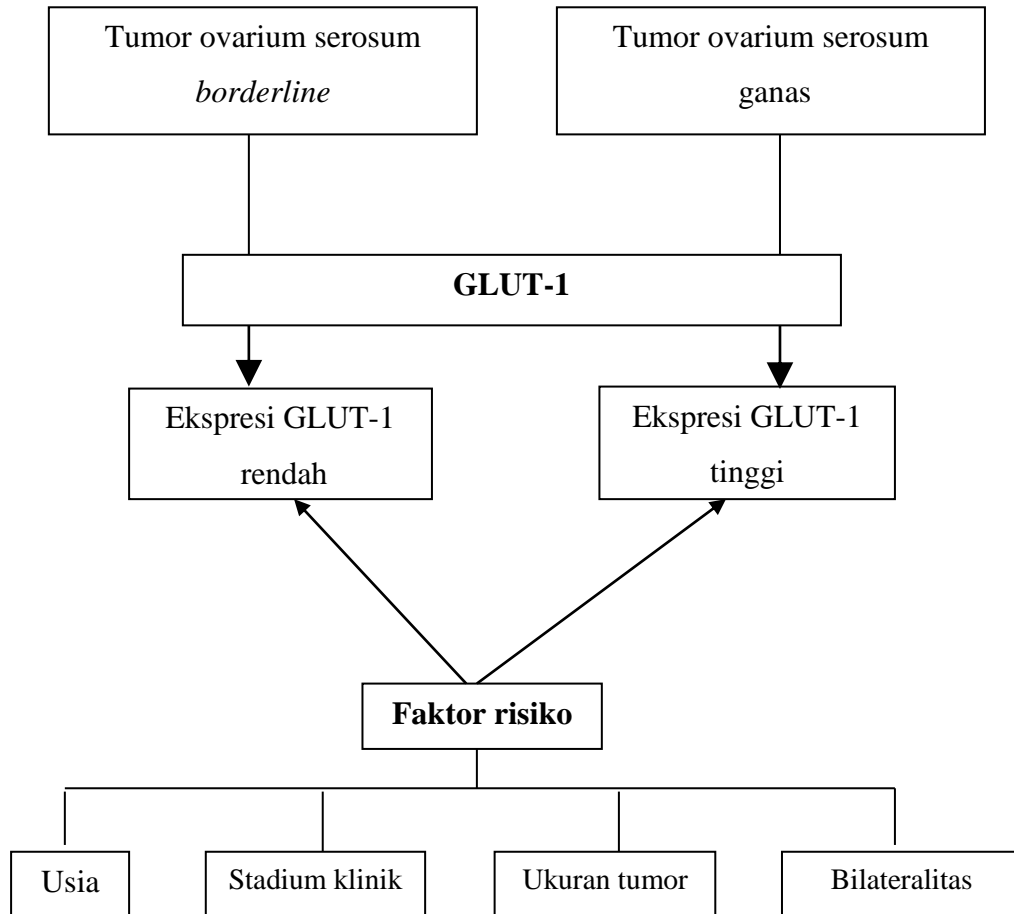 Tumor ovarium serosum
borderline
Tumor ovarium serosum
ganas
GLUT-1
Ekspresi GLUT-1
rendah
Ekspresi GLUT-1
tinggi
Faktor risiko
Usia
Stadium klinik
Ukuran tumor
Bilateralitas